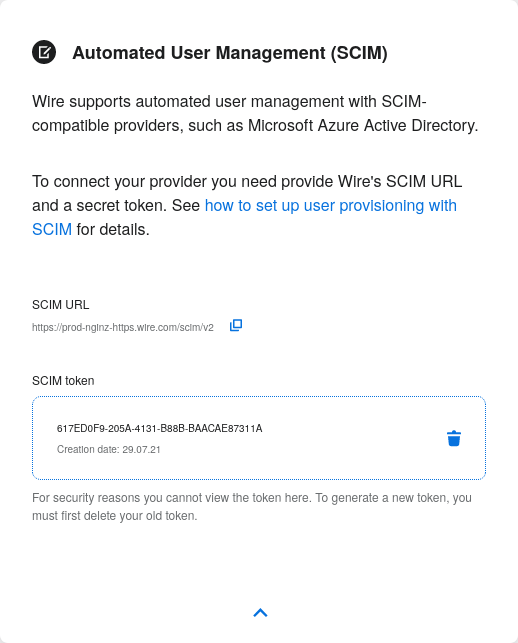 Automated User Management (SCIM)
Wire supports automated user management with SCIM-
compatible providers, such as Microsoft Azure Active Directory.
To connect your provider you need provide Wire's SCIM URL
and a secret token. See how to set up user provisioning with
SCIM for details.
SCIM URL
https://prod-nginz-https.wire.com/scim/v2
SCIM token
617ED0F9-205A-4131-B88B-BAACAE87311A
Creation date: 29.07.21
For security reasons you cannot view the token here. To generate a new token, you
must first delete your old token.